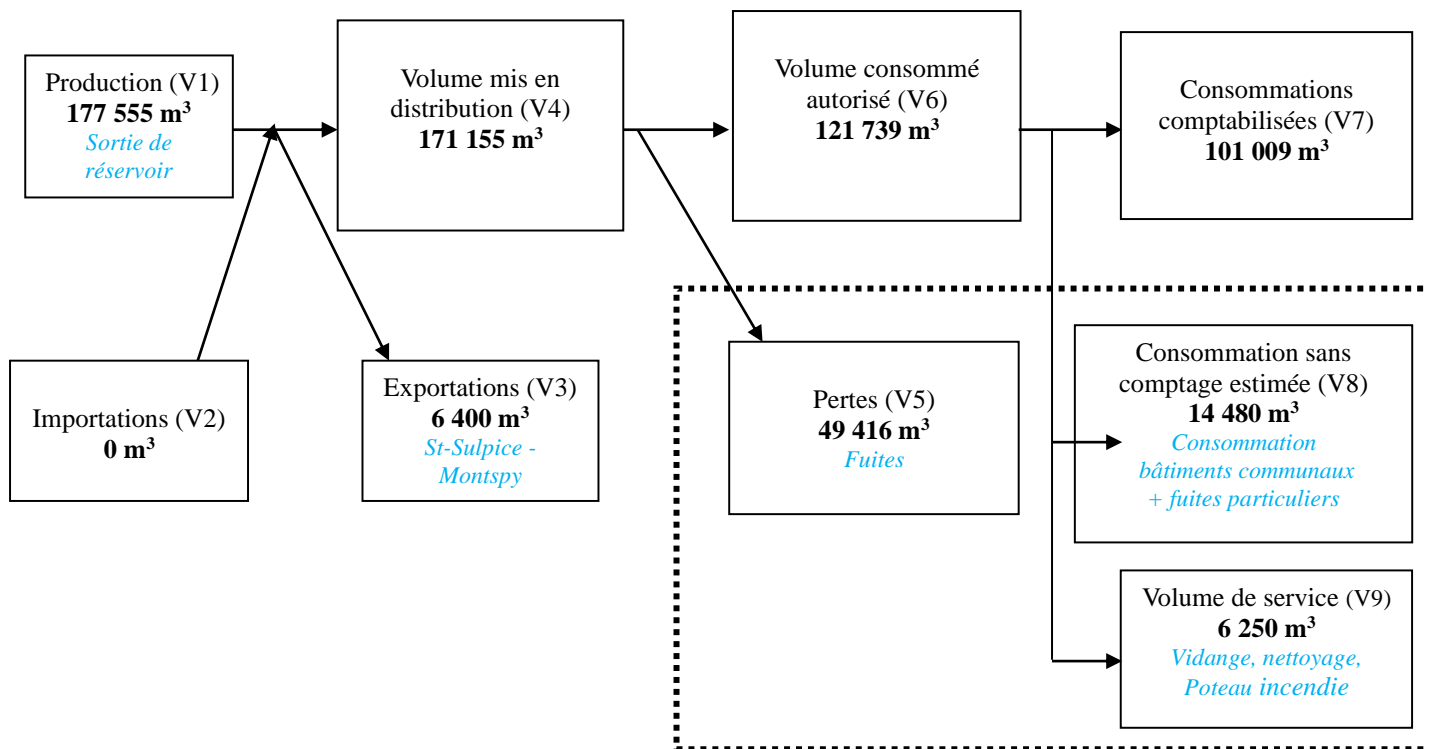 Production (V1)
177 555 m³
Sortie de
réservoir
Volume mis en
distribution (V4)
171 155 m³
Volume consommé
autorisé (V6)
121 739 m³
Consommations
comptabilisées (V7)
101 009 m³
Importations (V2)
0 m³
Exportations (V3)
6 400 m³
St-Sulpice -
Montspy
Pertes (V5)
49 416 m³
Fuites
Consommation sans
comptage estimée (V8)
14 480 m³
Consommation
bâtiments communaux
+ fuites particuliers
Volume de service (V9)
6 250 m³
Vidange, nettoyage,
Poteau incendie